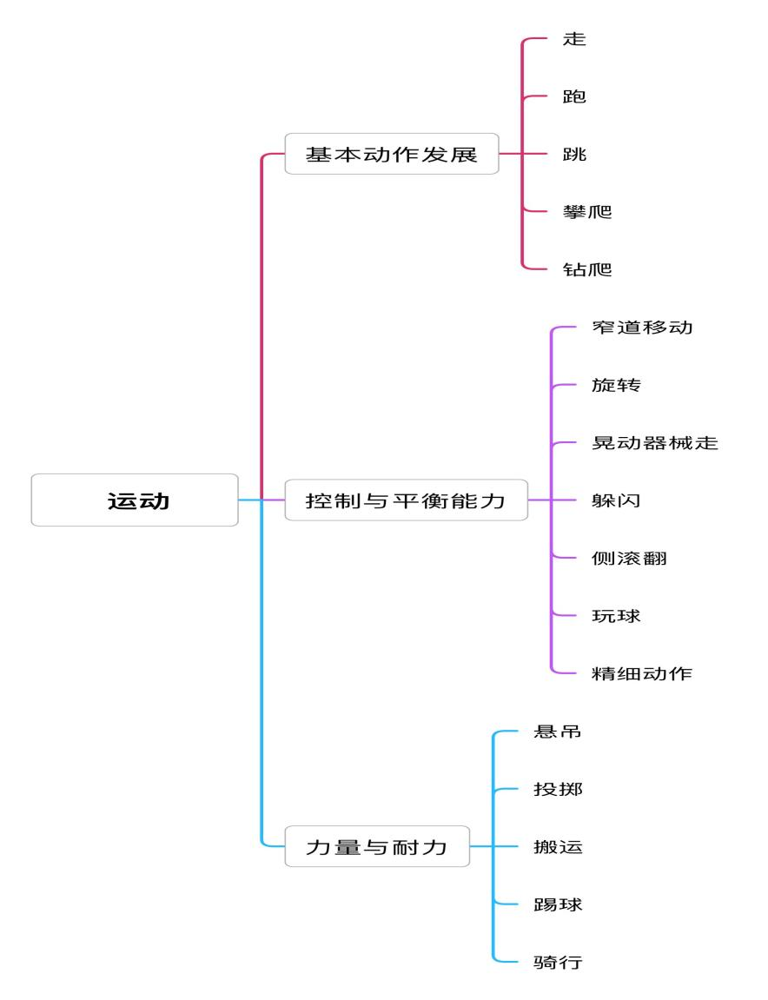 运动
基本动作发展
走
跑
跳
攀爬
钻爬
控制与平衡能力
窄道移动
旋转
晃动器械走
躲闪
侧滚翻
玩球
精细动作
力量与耐力
悬吊
投掷
搬运
踢球
骑行